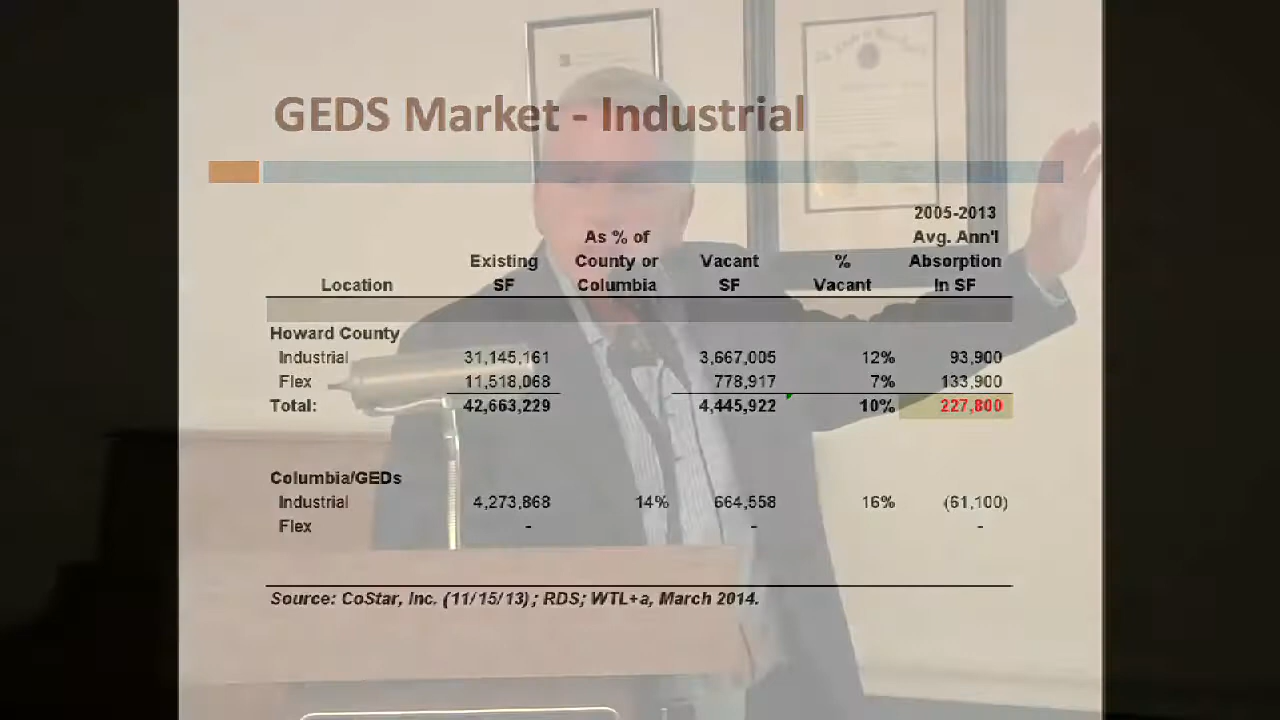 GEDS Market - Industrial
2005-2013
As % of Avg. Ann'l
Existing County or Vacant % Absorption
Location SF Columbia SF Vacant In SF
Howard County
Industrial 31,145,161 3,667,005 12% 93,900
Flex 11,518,068 778,917 7% 133,900
Total: 42,663,229 4,445,922 10% 227,800
Columbia/GEDs
Industrial 4,273,868 14% 664,558 16% (61,100)
Flex - - -
Source: CoStar, Inc. (11/15/13); RDS; WTL+a, March 2014.